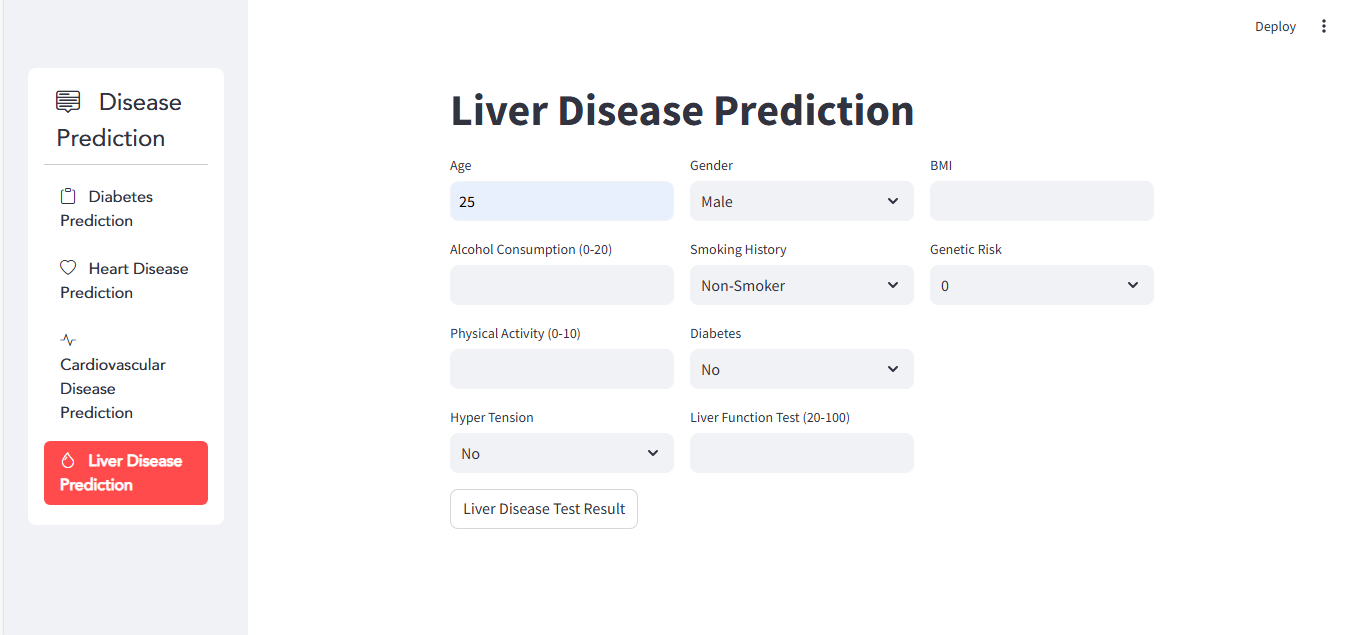 Deploy
Disease
Prediction
Diabetes
Prediction
Heart Disease
Prediction
Cardiovascular
Disease
Prediction
Liver Disease
Prediction
Liver Disease Prediction
Age Gender BMI
25 Male
Alcohol Consumption (0-20) Smoking History Genetic Risk
Non-Smoker 0
Physical Activity (0-10) Diabetes
No
Hyper Tension Liver Function Test (20-100)
No
Liver Disease Test Result